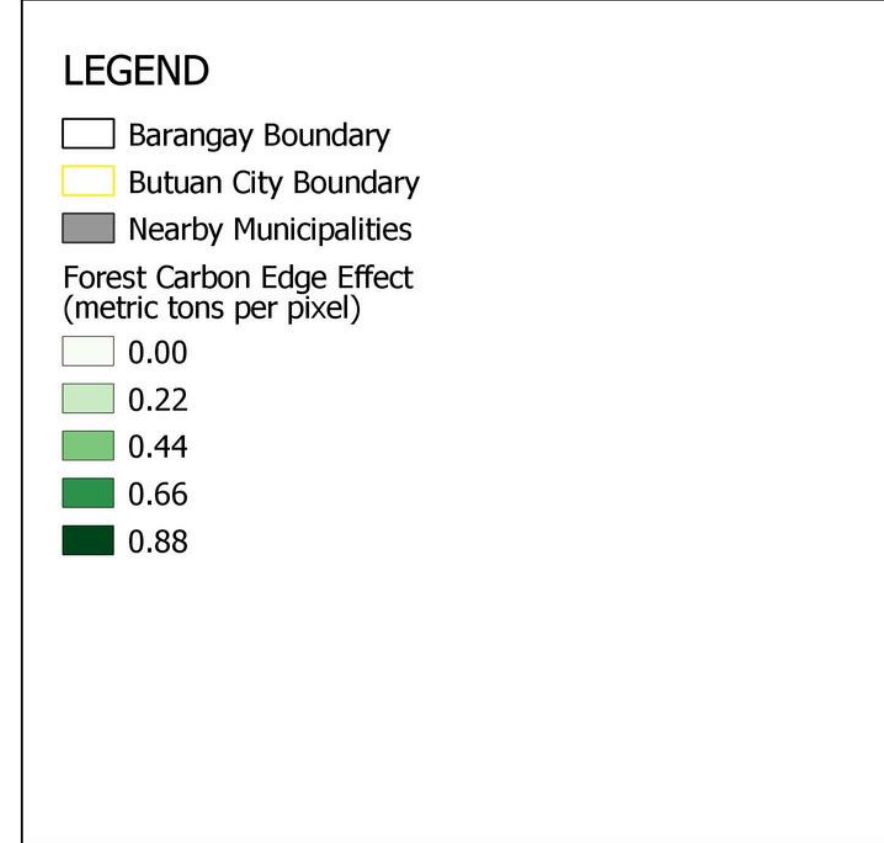 LEGEND
Barangay Boundary
Butuan City Boundary
Nearby Municipalities
Forest Carbon Edge Effect
(metric tons per pixel)
0.00
0.22
0.44
0.66
0.88